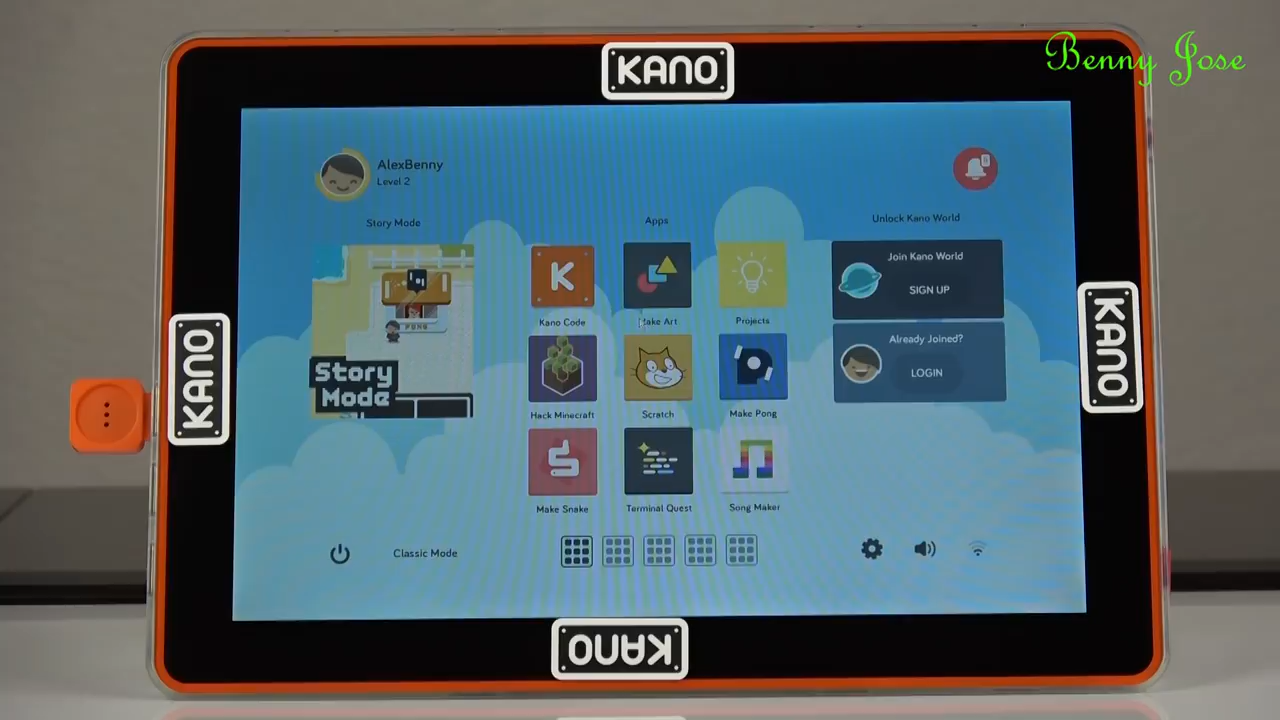 KANO
Benny Jose
AlexBenny
Level 2
Story Mode
Apps
Unlock Kano World
Join Kano World
SIGN UP
K
Kano Code
Make Art
Projects
PONG
Already Joined?
LOGIN
Story
Mode
Hack Minecraft
Scratch
Make Pong
Make Snake
Terminal Quest
Song Maker
Classic Mode
KANO
KANO
KANO